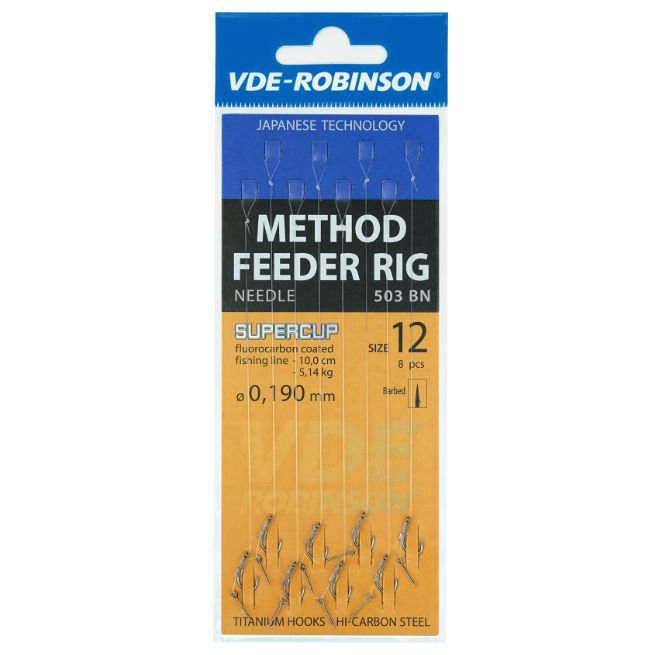 VDE-ROBINSON®
JAPANESE TECHNOLOGY
METHOD
FEEDER RIG
NEEDLE 503 BN
SUPERCUP
fluorocarbon coated
fishing line - 10,0 cm
- 5,14 kg
ø 0,190 mm
SIZE 12
8 pcs
Barbed
VDE
ROBINSON®
TITANIUM HOOKS HI-CARBON STEEL